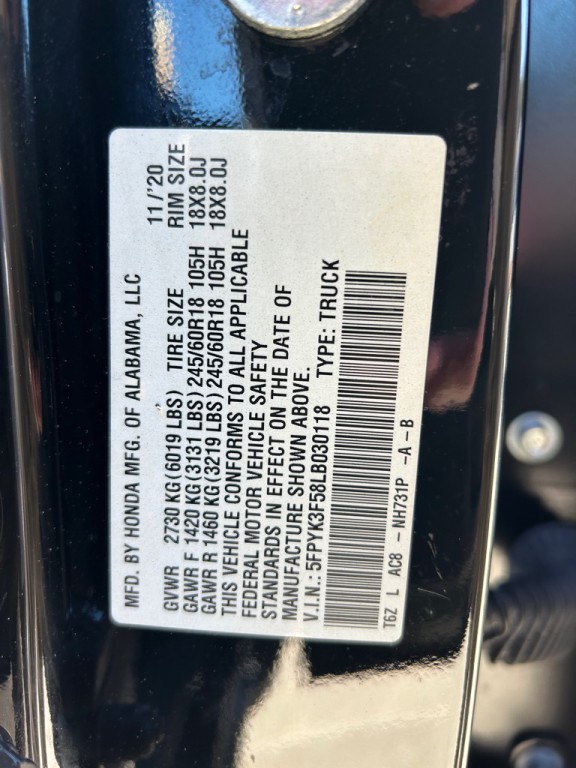 MFD. BY HONDA MFG. OF ALABAMA, LLC 11/'20
GVWR 2730 KG(6019 LBS) TIRE SIZE RIM SIZE
GAWR F 1420 KG(3131 LBS) 245/60R18 105H 18X8.0J
GAWR R 1460 KG(3219 LBS) 245/60R18 105H 18X8.0J
THIS VEHICLE CONFORMS TO ALL APPLICABLE
FEDERAL MOTOR VEHICLE SAFETY
STANDARDS IN EFFECT ON THE DATE OF
MANUFACTURE SHOWN ABOVE.
V.I.N.:5FPYK3F58LB030118 TYPE: TRUCK
T6Z L AC8 - NH731P -A-B